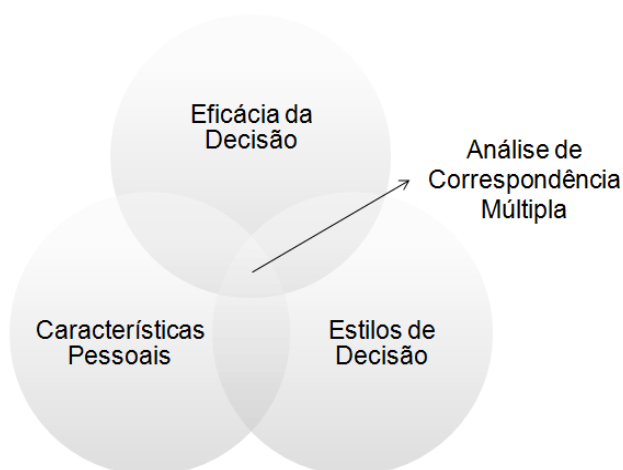 Eficácia da
Decisão
Análise de
Correspondência
Múltipla
Características
Pessoais
Estilos de
Decisão